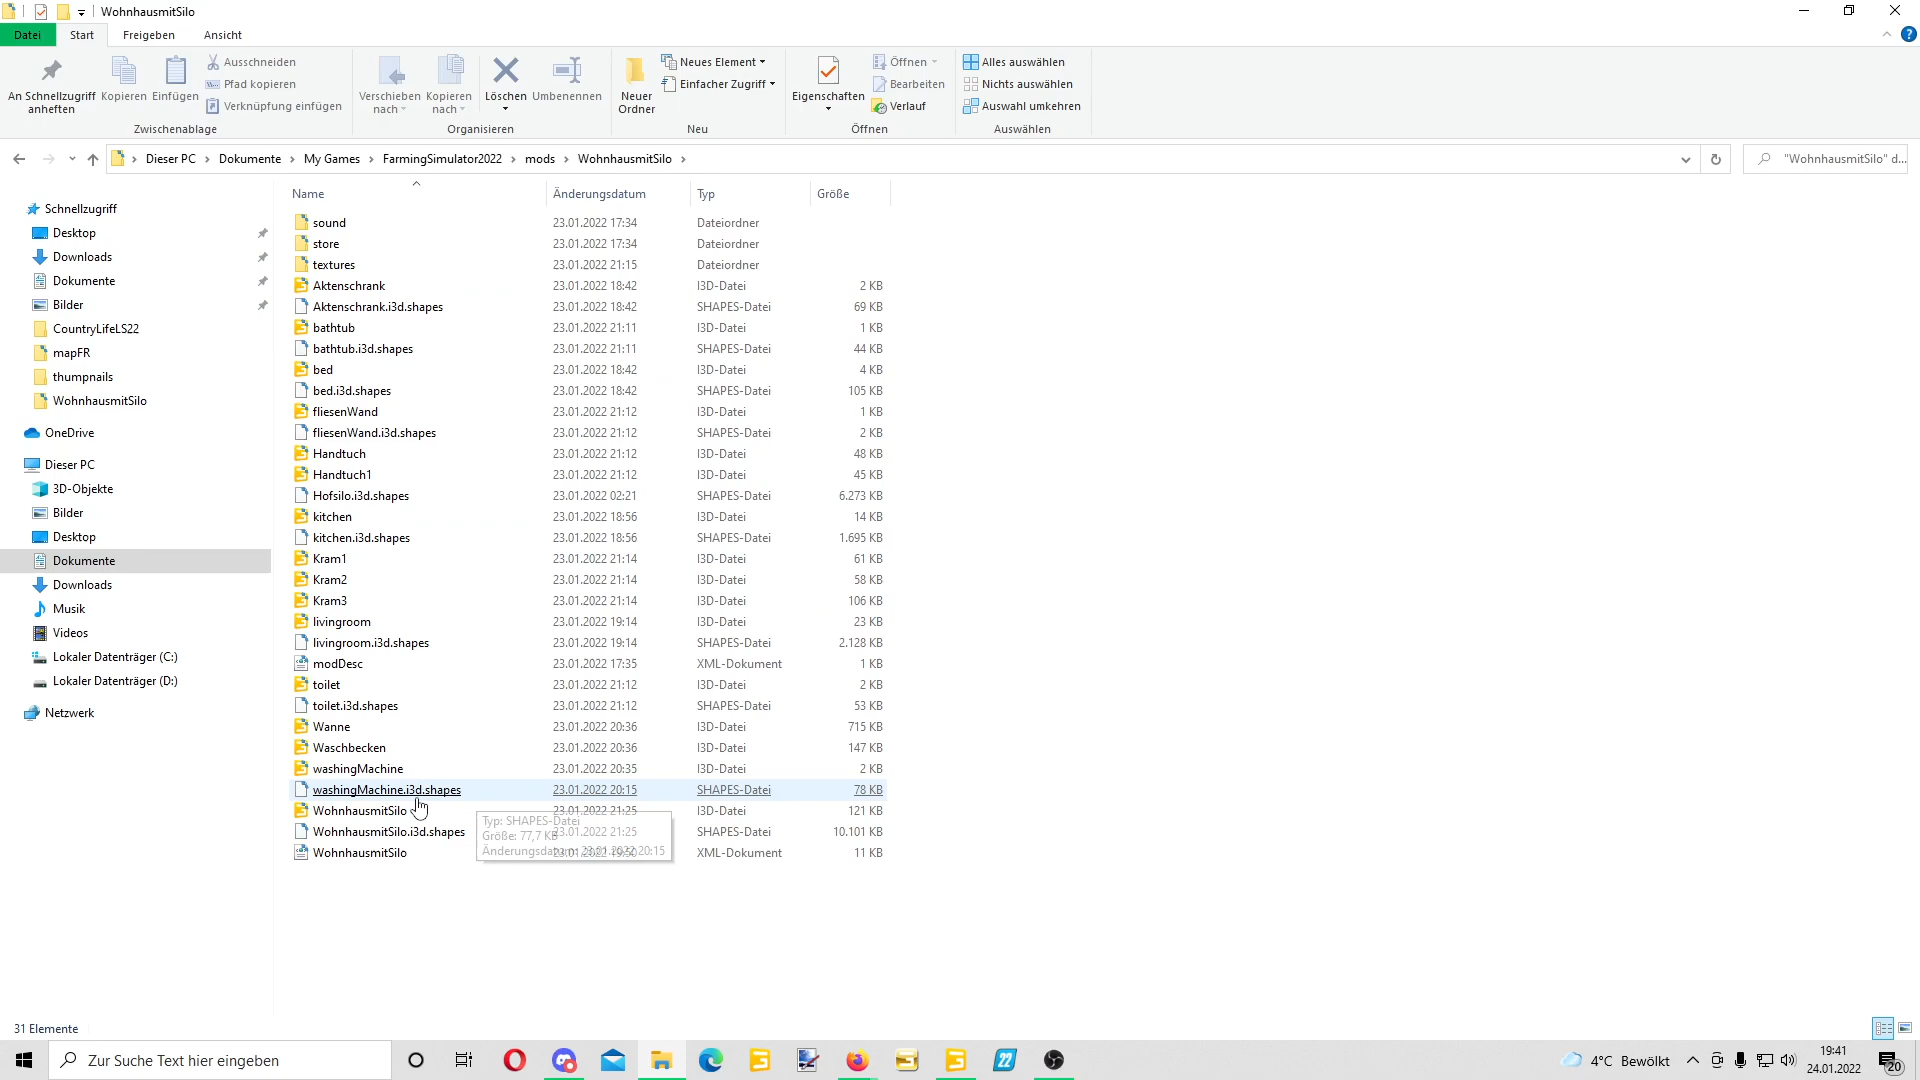 WohnhausmitSilo
Datei Start Freigeben Ansicht
An Schnellzugriff anheften
Kopieren
Einfügen
Ausschneiden
Pfad kopieren
Verknüpfung einfügen
Zwischenablage
Verschieben nach
Kopieren nach
Löschen
Umbenennen
Organisieren
Neuer Ordner
Neues Element
Einfacher Zugriff
Neu
Eigenschaften
Öffnen
Bearbeiten
Verlauf
Öffnen
Alles auswählen
Nichts auswählen
Auswahl umkehren
Auswählen
Dieser PC > Dokumente > My Games > FarmingSimulator2022 > mods > WohnhausmitSilo >
"WohnhausmitSilo" d...
Schnellzugriff
Desktop
Downloads
Dokumente
Bilder
CountryLifeLS22
mapFR
thumpnails
WohnhausmitSilo
OneDrive
Dieser PC
3D-Objekte
Bilder
Desktop
Dokumente
Downloads
Musik
Videos
Lokaler Datenträger (C:)
Lokaler Datenträger (D:)
Netzwerk
Name Änderungsdatum Typ Größe
sound 23.01.2022 17:34 Dateiordner
store 23.01.2022 17:34 Dateiordner
textures 23.01.2022 21:15 Dateiordner
Aktenschrank 23.01.2022 18:42 I3D-Datei 2 KB
Aktenschrank.i3d.shapes 23.01.2022 18:42 SHAPES-Datei 69 KB
bathtub 23.01.2022 21:11 I3D-Datei 1 KB
bathtub.i3d.shapes 23.01.2022 21:11 SHAPES-Datei 44 KB
bed 23.01.2022 18:42 I3D-Datei 4 KB
bed.i3d.shapes 23.01.2022 18:42 SHAPES-Datei 105 KB
fliesenWand 23.01.2022 21:12 I3D-Datei 1 KB
fliesenWand.i3d.shapes 23.01.2022 21:12 SHAPES-Datei 2 KB
Handtuch 23.01.2022 21:12 I3D-Datei 48 KB
Handtuch1 23.01.2022 21:12 I3D-Datei 45 KB
Hofsilo.i3d.shapes 23.01.2022 02:21 SHAPES-Datei 6.273 KB
kitchen 23.01.2022 18:56 I3D-Datei 14 KB
kitchen.i3d.shapes 23.01.2022 18:56 SHAPES-Datei 1.695 KB
Kram1 23.01.2022 21:14 I3D-Datei 61 KB
Kram2 23.01.2022 21:14 I3D-Datei 58 KB
Kram3 23.01.2022 21:14 I3D-Datei 106 KB
livingroom 23.01.2022 19:14 I3D-Datei 23 KB
livingroom.i3d.shapes 23.01.2022 19:14 SHAPES-Datei 2.128 KB
modDesc 23.01.2022 17:35 XML-Dokument 1 KB
toilet 23.01.2022 21:12 I3D-Datei 2 KB
toilet.i3d.shapes 23.01.2022 21:12 SHAPES-Datei 53 KB
Wanne 23.01.2022 20:36 I3D-Datei 715 KB
Waschbecken 23.01.2022 20:36 I3D-Datei 147 KB
washingMachine 23.01.2022 20:35 I3D-Datei 2 KB
washingMachine.i3d.shapes 23.01.2022 20:15 SHAPES-Datei 78 KB
WohnhausmitSilo 23.01.2022 21:25 I3D-Datei 121 KB
WohnhausmitSilo.i3d.shapes 23.01.2022 21:25 SHAPES-Datei 10.101 KB
WohnhausmitSilo XML-Dokument 11 KB
Typ: SHAPES-Datei
Größe: 77,7 KB
Änderungsdatum: 23.01.2022 20:15
31 Elemente
Zur Suche Text hier eingeben
22
4°C Bewölkt
19:41
24.01.2022
20